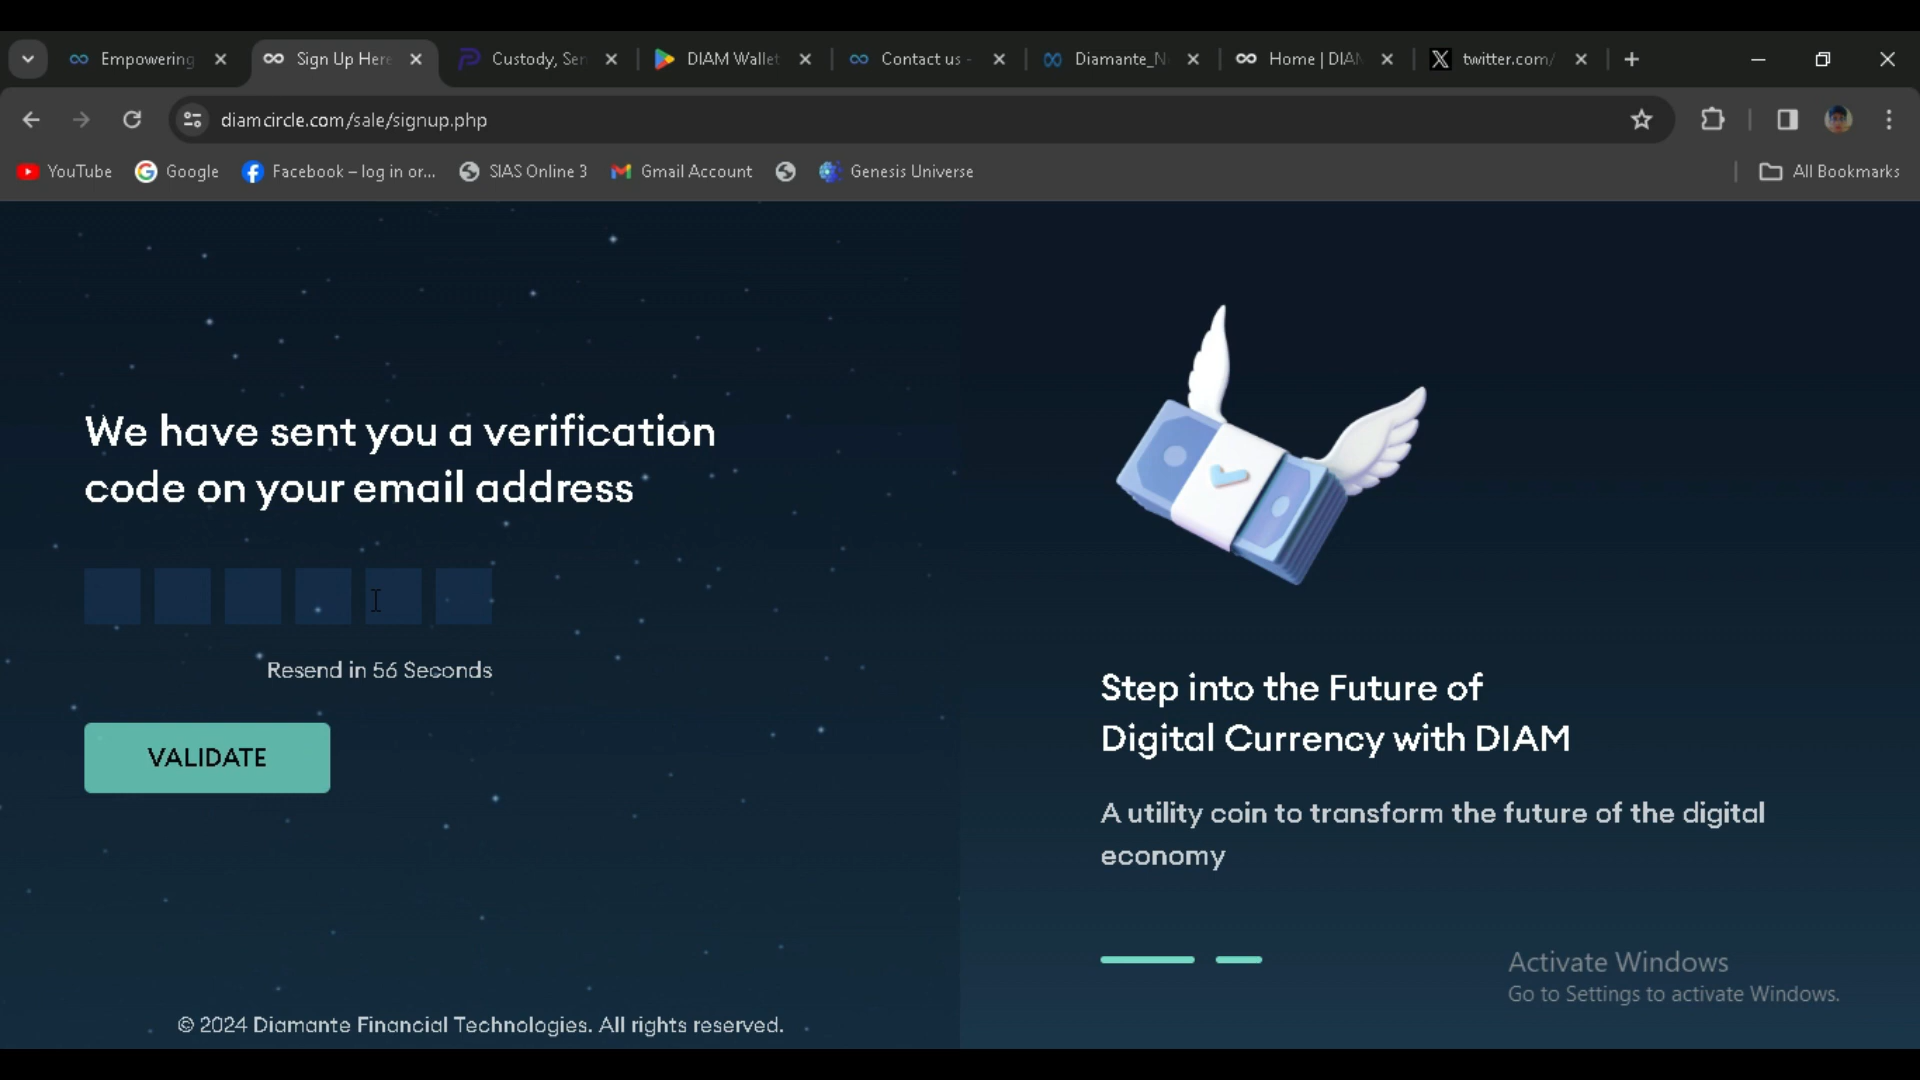 Empowering
Sign Up Here
Custody, Ser
DIAM Wallet
Contact us -
Diamante_N
Home | DIAM
twitter.com/
diamcircle.com/sale/signup.php
YouTube
Google
Facebook – log in or...
SIAS Online 3
Gmail Account
Genesis Universe
All Bookmarks
We have sent you a verification
code on your email address
Resend in 56 Seconds
VALIDATE
© 2024 Diamante Financial Technologies. All rights reserved.
Step into the Future of
Digital Currency with DIAM
A utility coin to transform the future of the digital
economy
Activate Windows
Go to Settings to activate Windows.